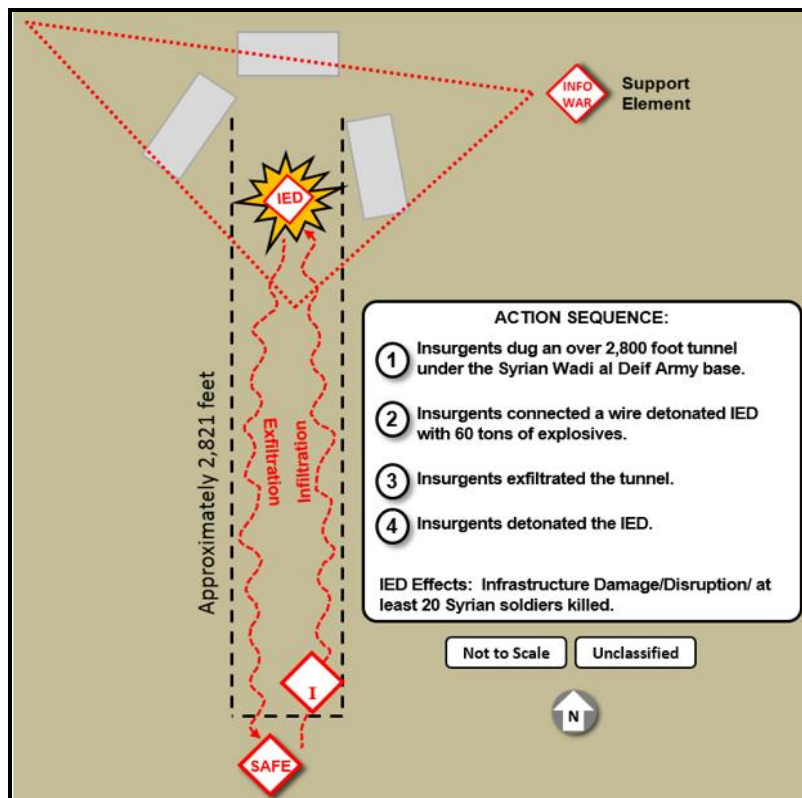 INFO
WAR
Support
Element
IED
Approximately 2,821 feet
Exfiltration
Infiltration
ACTION SEQUENCE:
1 Insurgents dug an over 2,800 foot tunnel
under the Syrian Wadi al Deif Army base.
2 Insurgents connected a wire detonated IED
with 60 tons of explosives.
3 Insurgents exfiltrated the tunnel.
4 Insurgents detonated the IED.
IED Effects: Infrastructure Damage/Disruption/ at
least 20 Syrian soldiers killed.
Not to Scale
Unclassified
I
N
SAFE